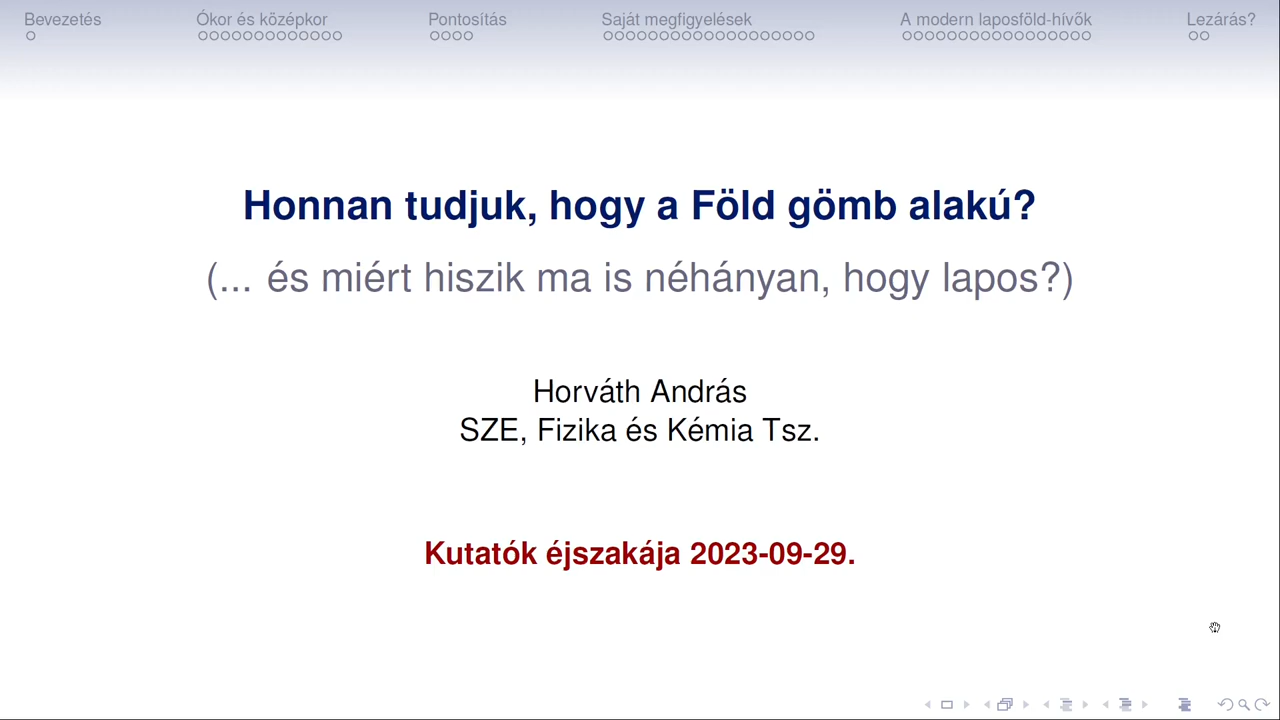 Bevezetés
Ókor és középkor
Pontosítás
Saját megfigyelések
A modern laposföld-hívők
Lezárás?
Honnan tudjuk, hogy a Föld gömb alakú?
(... és miért hiszik ma is néhányan, hogy lapos?)
Horváth András
SZE, Fizika és Kémia Tsz.
Kutatók éjszakája 2023-09-29.